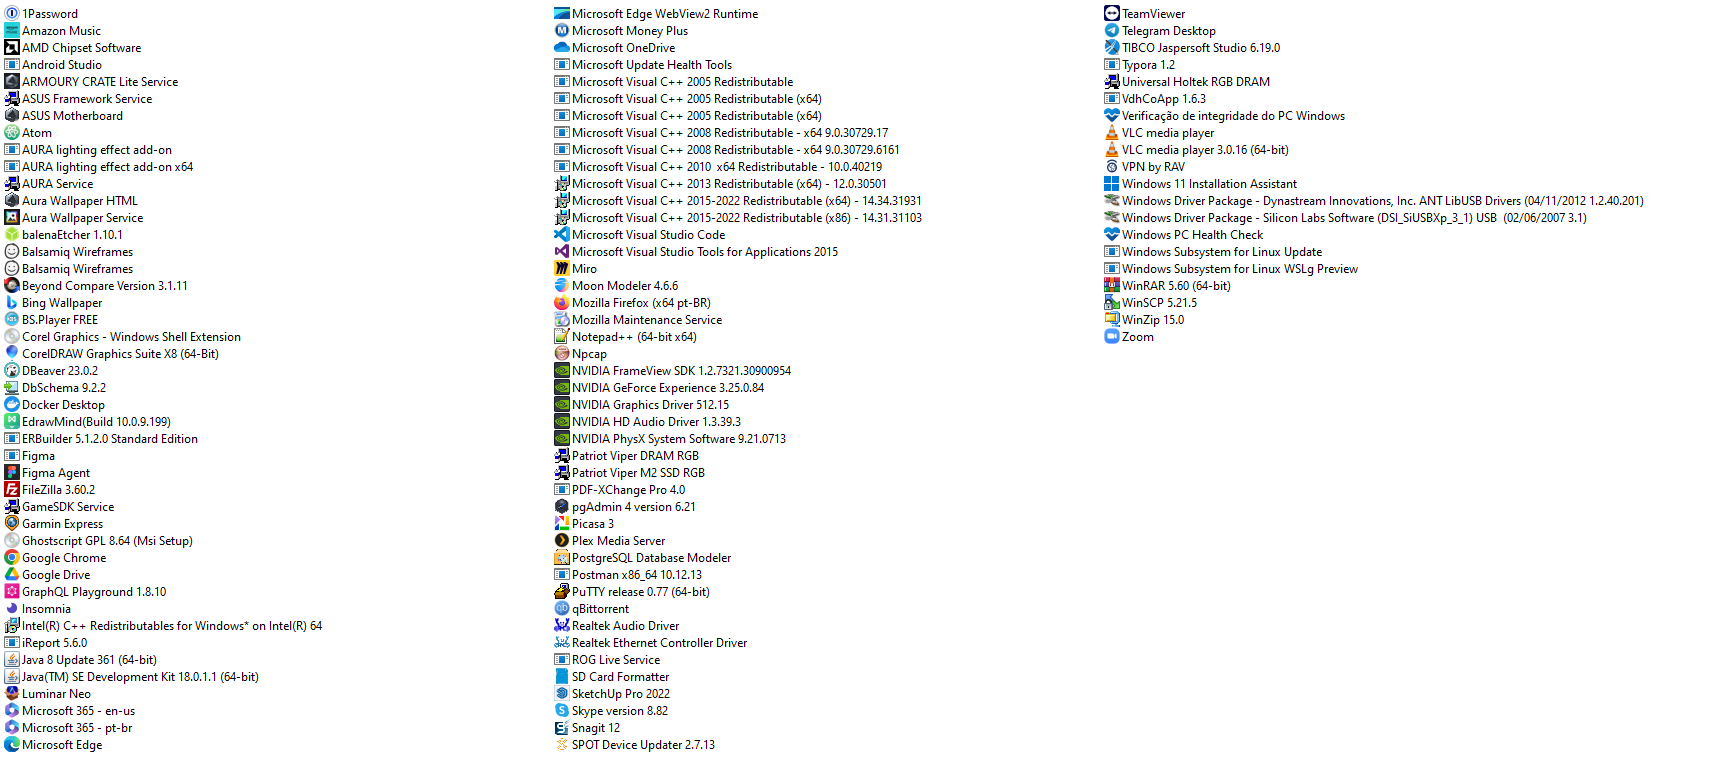 1Password
Amazon Music
AMD Chipset Software
Android Studio
ARMOURY CRATE Lite Service
ASUS Framework Service
ASUS Motherboard
Atom
AURA lighting effect add-on
AURA lighting effect add-on x64
AURA Service
Aura Wallpaper HTML
Aura Wallpaper Service
balenaEtcher 1.10.1
Balsamiq Wireframes
Balsamiq Wireframes
Beyond Compare Version 3.1.11
Bing Wallpaper
BS.Player FREE
Corel Graphics - Windows Shell Extension
CorelDRAW Graphics Suite X8 (64-Bit)
DBeaver 23.0.2
DbSchema 9.2.2
Docker Desktop
EdrawMind(Build 10.0.9.199)
ERBuilder 5.1.2.0 Standard Edition
Figma
Figma Agent
FileZilla 3.60.2
GameSDK Service
Garmin Express
Ghostscript GPL 8.64 (Msi Setup)
Google Chrome
Google Drive
GraphQL Playground 1.8.10
Insomnia
Intel(R) C++ Redistributables for Windows* on Intel(R) 64
iReport 5.6.0
Java 8 Update 361 (64-bit)
Java(TM) SE Development Kit 18.0.1.1 (64-bit)
Luminar Neo
Microsoft 365 - en-us
Microsoft 365 - pt-br
Microsoft Edge
Microsoft Edge WebView2 Runtime
Microsoft Money Plus
Microsoft OneDrive
Microsoft Update Health Tools
Microsoft Visual C++ 2005 Redistributable
Microsoft Visual C++ 2005 Redistributable (x64)
Microsoft Visual C++ 2005 Redistributable (x64)
Microsoft Visual C++ 2008 Redistributable - x64 9.0.30729.17
Microsoft Visual C++ 2008 Redistributable - x64 9.0.30729.6161
Microsoft Visual C++ 2010  x64 Redistributable - 10.0.40219
Microsoft Visual C++ 2013 Redistributable (x64) - 12.0.30501
Microsoft Visual C++ 2015-2022 Redistributable (x64) - 14.34.31931
Microsoft Visual C++ 2015-2022 Redistributable (x86) - 14.31.31103
Microsoft Visual Studio Code
Microsoft Visual Studio Tools for Applications 2015
Miro
Moon Modeler 4.6.6
Mozilla Firefox (x64 pt-BR)
Mozilla Maintenance Service
Notepad++ (64-bit x64)
Npcap
NVIDIA FrameView SDK 1.2.7321.30900954
NVIDIA GeForce Experience 3.25.0.84
NVIDIA Graphics Driver 512.15
NVIDIA HD Audio Driver 1.3.39.3
NVIDIA PhysX System Software 9.21.0713
Patriot Viper DRAM RGB
Patriot Viper M2 SSD RGB
PDF-XChange Pro 4.0
pgAdmin 4 version 6.21
Picasa 3
Plex Media Server
PostgreSQL Database Modeler
Postman x86_64 10.12.13
PuTTY release 0.77 (64-bit)
qBittorrent
Realtek Audio Driver
Realtek Ethernet Controller Driver
ROG Live Service
SD Card Formatter
SketchUp Pro 2022
Skype version 8.82
Snagit 12
SPOT Device Updater 2.7.13
TeamViewer
Telegram Desktop
TIBCO Jaspersoft Studio 6.19.0
Typora 1.2
Universal Holtek RGB DRAM
VdhCoApp 1.6.3
Verificação de integridade do PC Windows
VLC media player
VLC media player 3.0.16 (64-bit)
VPN by RAV
Windows 11 Installation Assistant
Windows Driver Package - Dynastream Innovations, Inc. ANT LibUSB Drivers (04/11/2012 1.2.40.201)
Windows Driver Package - Silicon Labs Software (DSI_SiUSBXp_3_1) USB  (02/06/2007 3.1)
Windows PC Health Check
Windows Subsystem for Linux Update
Windows Subsystem for Linux WSLg Preview
WinRAR 5.60 (64-bit)
WinSCP 5.21.5
WinZip 15.0
Zoom